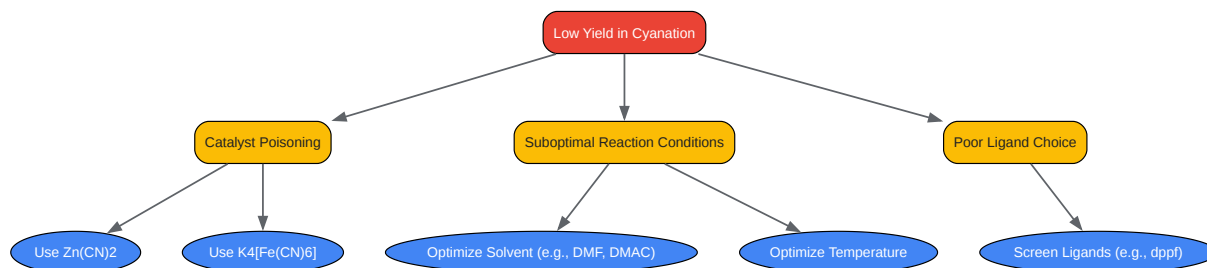 Low Yield in Cyanation
Catalyst Poisoning
Suboptimal Reaction Conditions
Poor Ligand Choice
Use Zn(CN)2
Use K4[Fe(CN)6]
Optimize Solvent (e.g., DMF, DMAC)
Optimize Temperature
Screen Ligands (e.g., dppf)